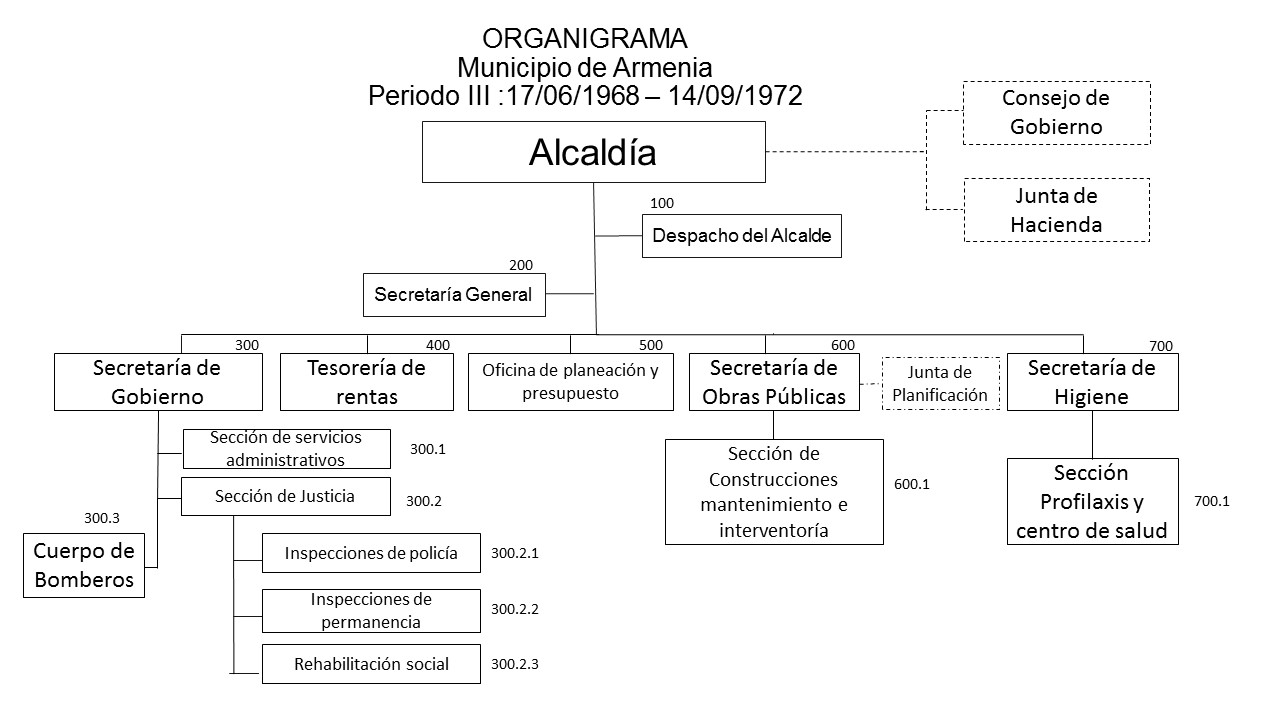 ORGANIGRAMA
Municipio de Armenia
Periodo III :17/06/1968 – 14/09/1972
Alcaldía
Consejo de
Gobierno
Junta de
Hacienda
100
Despacho del Alcalde
200
Secretaría General
300
Secretaría de
Gobierno
400
Tesorería de
rentas
500
Oficina de planeación y
presupuesto
600
Secretaría de
Obras Públicas
Junta de
Planificación
700
Secretaría de
Higiene
Sección de servicios
administrativos
300.1
Sección de Justicia
300.2
300.3
Cuerpo de
Bomberos
Inspecciones de policía
300.2.1
Inspecciones de
permanencia
300.2.2
Rehabilitación social
300.2.3
Sección de
Construcciones
mantenimiento e
interventoría
600.1
Sección
Profilaxis y
centro de salud
700.1